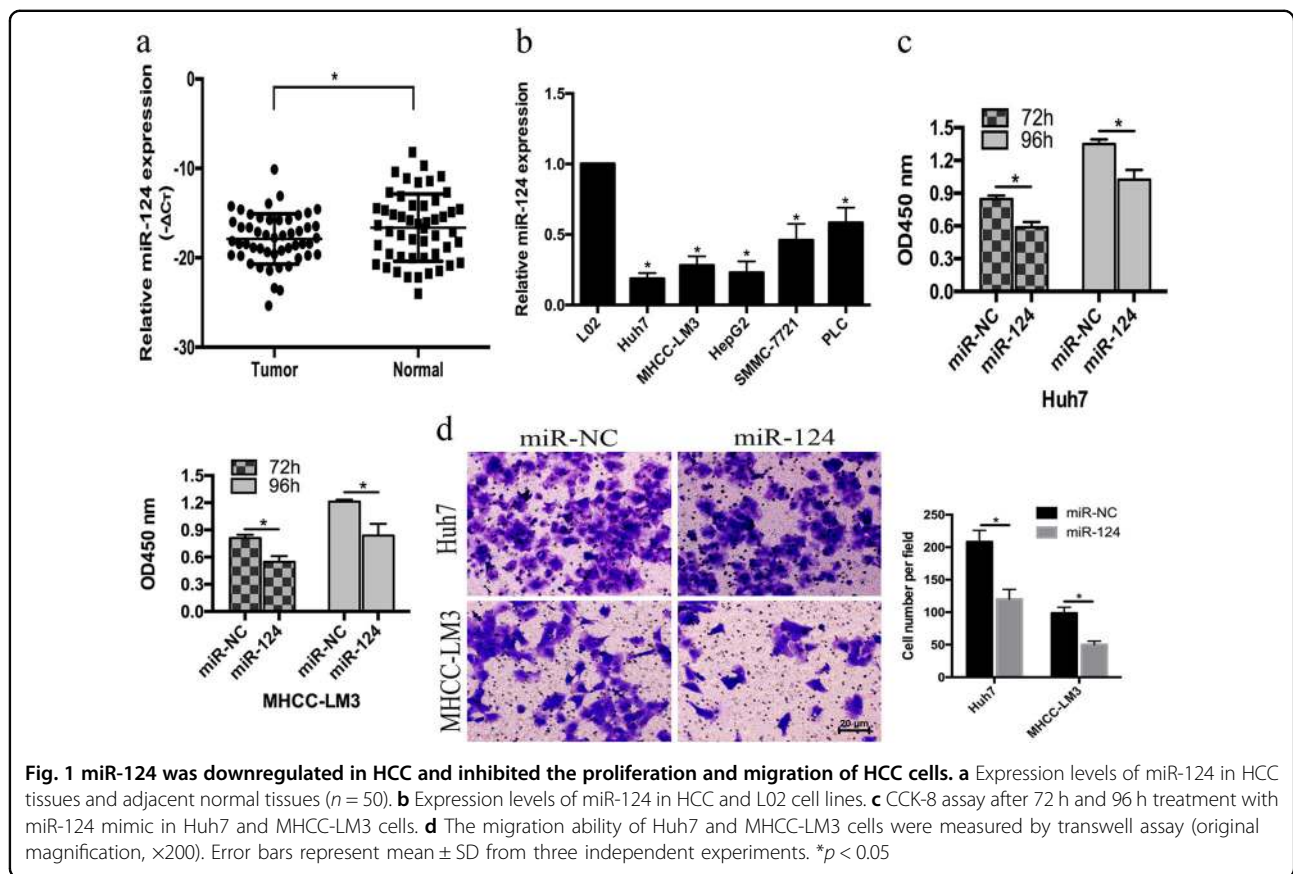 a
Relative miR-124 expression
(-ΔCT)
0
-10
-20
-30
*
Tumor
Normal
b
Relative miR-124 expression
1.5
1.0
0.5
0.0
*
*
*
*
*
L02
Huh7
MHCC-LM3
HepG2
SMMC-7721
PLC
c
72h
96h
OD450 nm
1.5
1.2
0.9
0.6
0.3
0.0
*
*
miR-NC
miR-124
miR-NC
miR-124
Huh7
72h
96h
OD450 nm
1.5
1.2
0.9
0.6
0.3
0.0
*
*
miR-NC
miR-124
miR-NC
miR-124
MHCC-LM3
d
miR-NC
miR-124
Huh7
MHCC-LM3
20 μm
miR-NC
miR-124
Cell number per field
250
200
150
100
50
0
*
*
Huh7
MHCC-LM3
Fig. 1 miR-124 was downregulated in HCC and inhibited the proliferation and migration of HCC cells. a Expression levels of miR-124 in HCC
tissues and adjacent normal tissues (n = 50). b Expression levels of miR-124 in HCC and L02 cell lines. c CCK-8 assay after 72 h and 96 h treatment with
miR-124 mimic in Huh7 and MHCC-LM3 cells. d The migration ability of Huh7 and MHCC-LM3 cells were measured by transwell assay (original
magnification, ×200). Error bars represent mean ± SD from three independent experiments. *p < 0.05